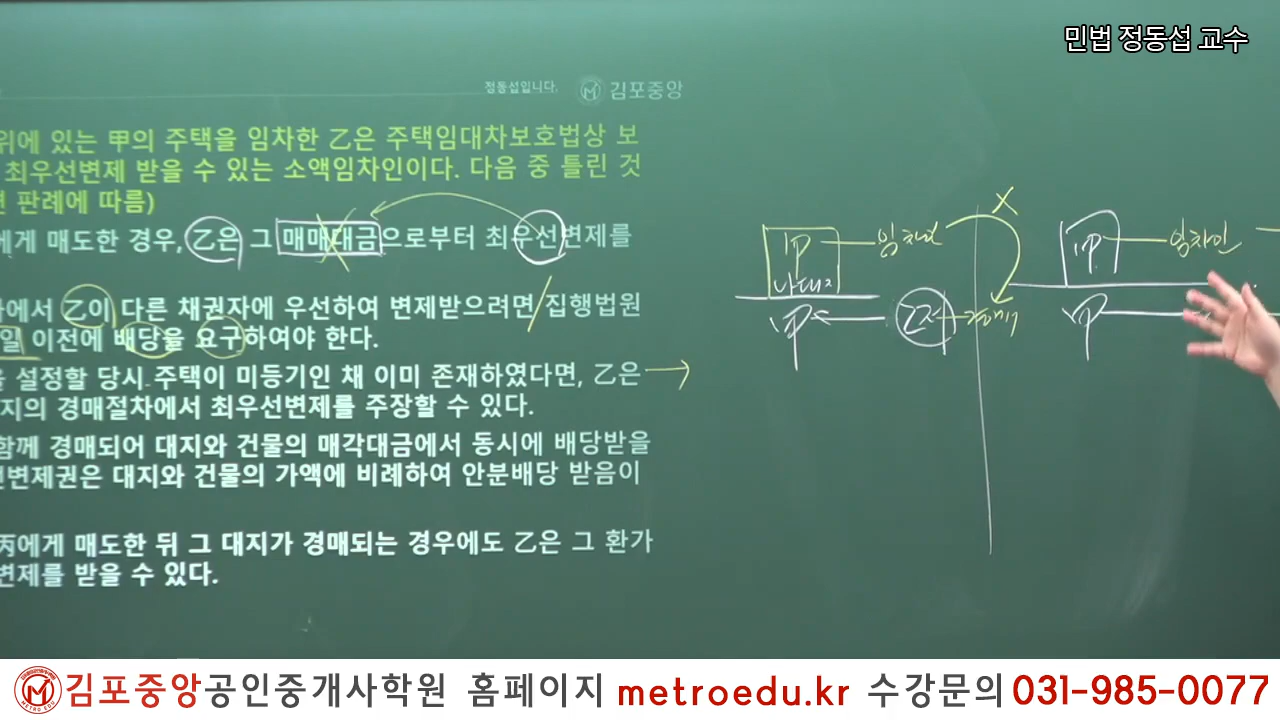 민법 정동섭 교수
정동섭입니다. 김포중앙
위에 있는 甲의 주택을 임차한 乙은 주택임대차보호법상 보
최우선변제 받을 수 있는 소액임차인이다. 다음 중 틀린 것
판례에 따름)
에게 매도한 경우, 乙은 그 매매대금으로부터 최우선변제를
에서 乙이 다른 채권자에 우선하여 변제받으려면 집행법원
일 이전에 배당을 요구하여야 한다.
설정할 당시 주택이 미등기인 채 이미 존재하였다면, 乙은
지의 경매절차에서 최우선변제를 주장할 수 있다.
함께 경매되어 대지와 건물의 매각대금에서 동시에 배당받을
변제권은 대지와 건물의 가액에 비례하여 안분배당 받음이
丙에게 매도한 뒤 그 대지가 경매되는 경우에도 乙은 그 환가
변제를 받을 수 있다.
X
임차인
임차인
김포중앙공인중개사학원 홈페이지 metroedu.kr 수강문의 031-985-0077